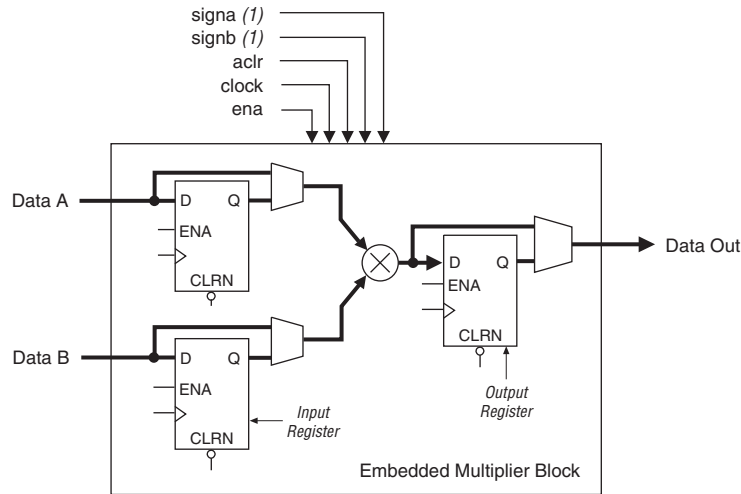 signa (1)
signb (1)
aclr
clock
ena
Data A
D Q
ENA
CLRN
Data B
D Q
ENA
CLRN
Input
Register
D Q
ENA
CLRN
Output
Register
Data Out
Embedded Multiplier Block